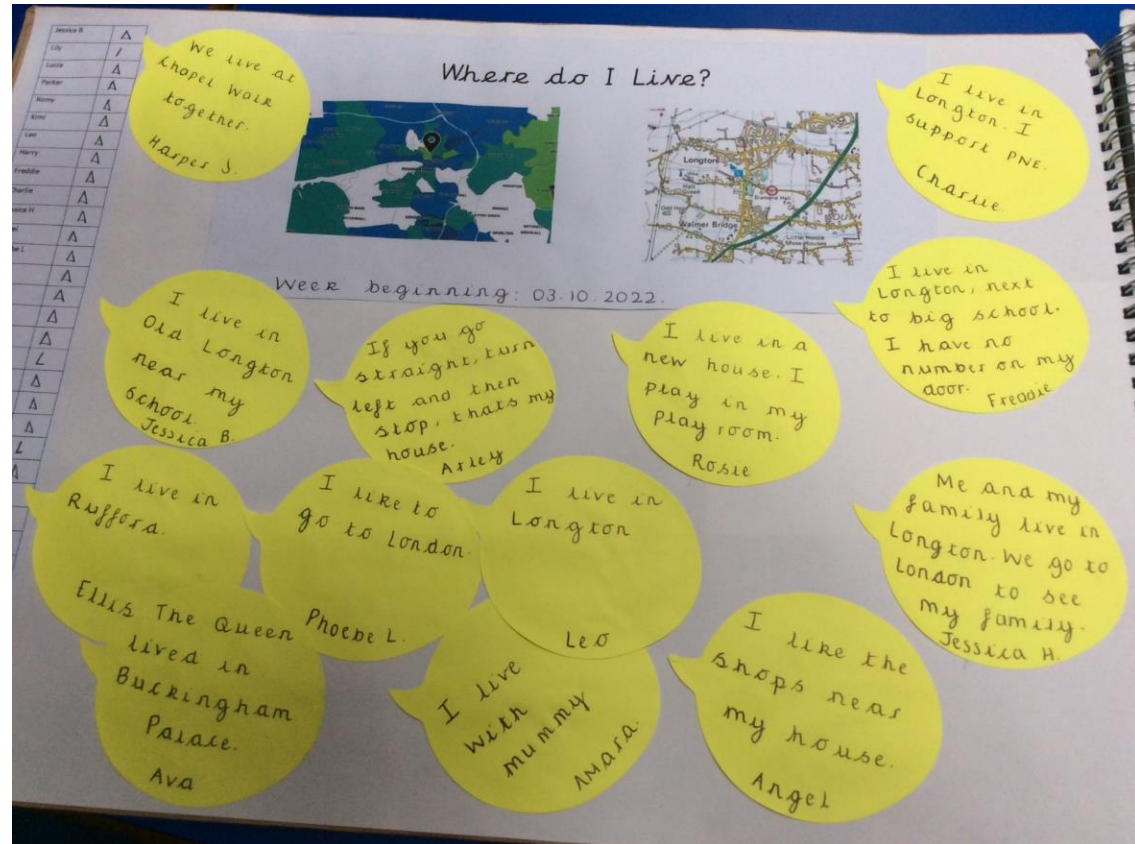 Jessica B
Lily
Lucia
Parker
Romy
Kimi
Leo
Harry
Freddie
Charlie
Jessica H
We live at
Chapel Walk
together.
Harper J.
Where do I Live?
Longton
Walmer Bridge
Week beginning: 03.10.2022.
I live in
Longton. I
support PNE.
Charlie
I live in
Old Longton
near my
School.
Jessica B.
If you go
straight, turn
left and then
stop, thats my
house.
Arley
I live in a
new house. I
play in my
play room.
Rosie
I live in
Longton, next
to big school.
I have no
number on my
door.
Freddie
I live in
Rufford.
Ellis
I like to
go to London.
Phoebe L.
I live in
Longton
Leo
Me and my
family live in
Longton. We go to
London to see
my family.
Jessica H.
The Queen
lived in
Buckingham
Palace.
Ava
I live
with
mummy
Amara.
I like the
shops near
my house.
Angel